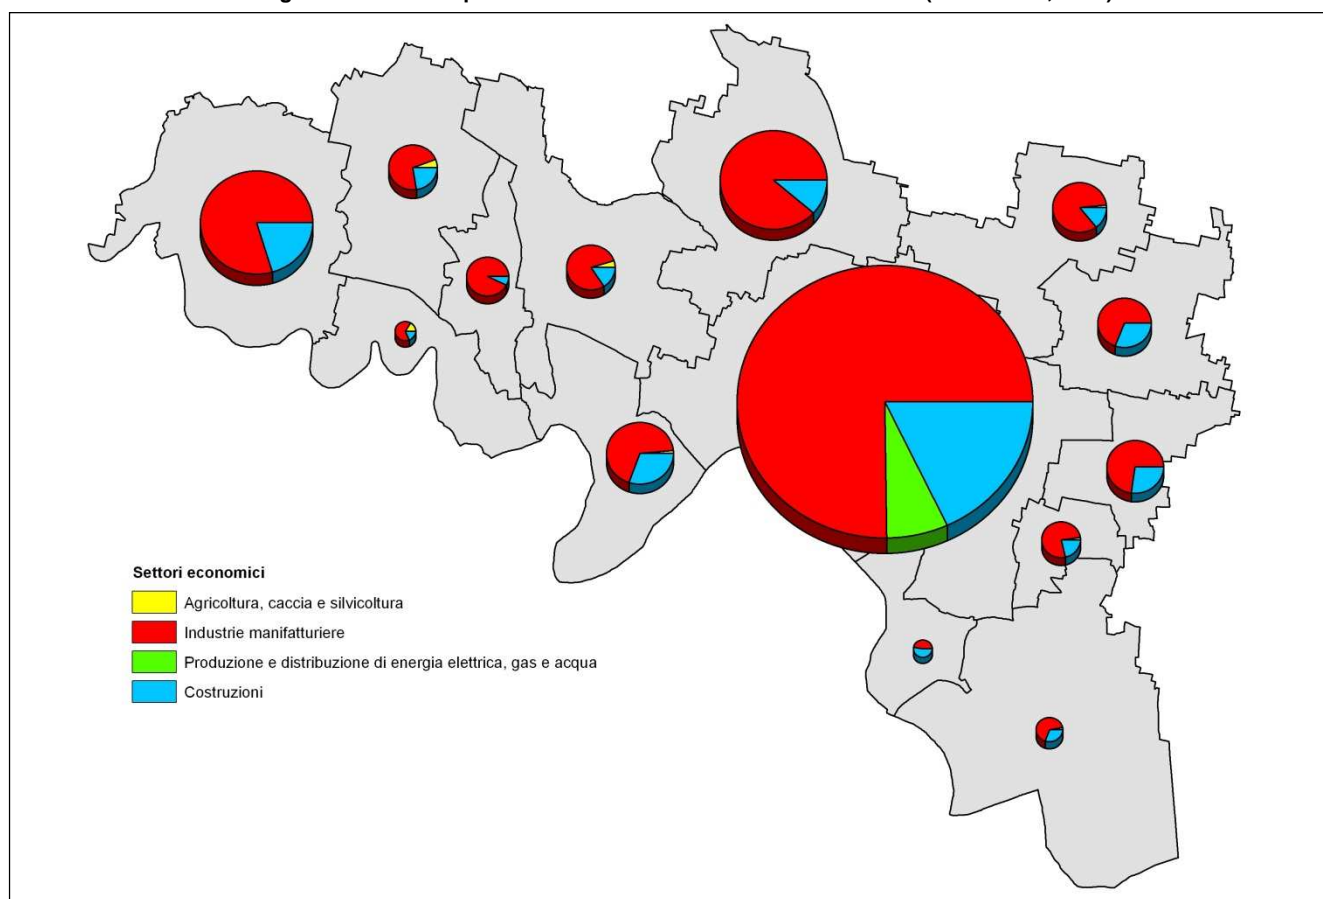 Settori economici
Agricoltura, caccia e silvicoltura
Industrie manifatturiere
Produzione e distribuzione di energia elettrica, gas e acqua
Costruzioni